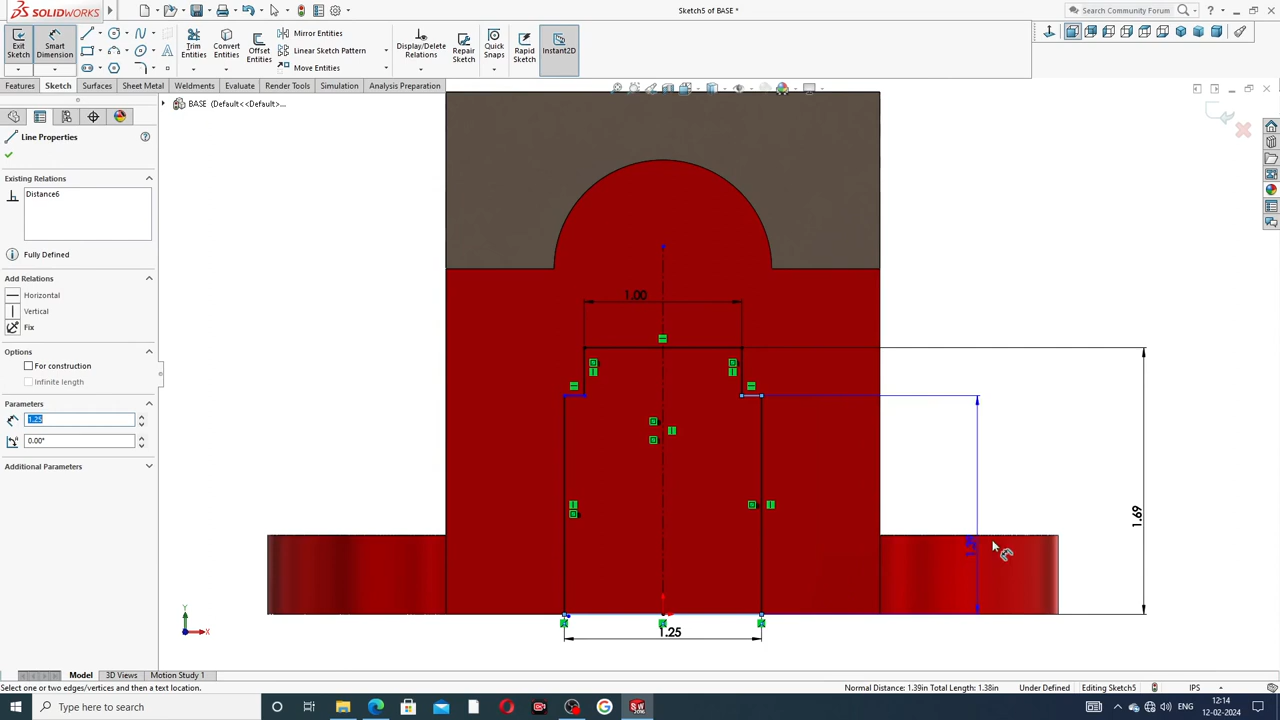 SOLIDWORKS
Sketch5 of BASE *
Search Community Forum
Exit Sketch
Smart Dimension
Trim Entities
Convert Entities
Offset Entities
Mirror Entities
Linear Sketch Pattern
Move Entities
Display/Delete Relations
Repair Sketch
Quick Snaps
Rapid Sketch
Instant2D
Features
Sketch
Surfaces
Sheet Metal
Weldments
Evaluate
Render Tools
Simulation
Analysis Preparation
BASE (Default<<Default>...
Line Properties
Existing Relations
Distance6
Fully Defined
Add Relations
Horizontal
Vertical
Fix
Options
For construction
Infinite length
Parameters
1.25
0.00°
Additional Parameters
1.00
1.69
1.25
Y
X
Model
3D Views
Motion Study 1
Select one or two edges/vertices and then a text location.
Normal Distance: 1.39in Total Length: 1.38in
Under Defined
Editing Sketch5
IPS
Type here to search
ENG
12:14
12-02-2024